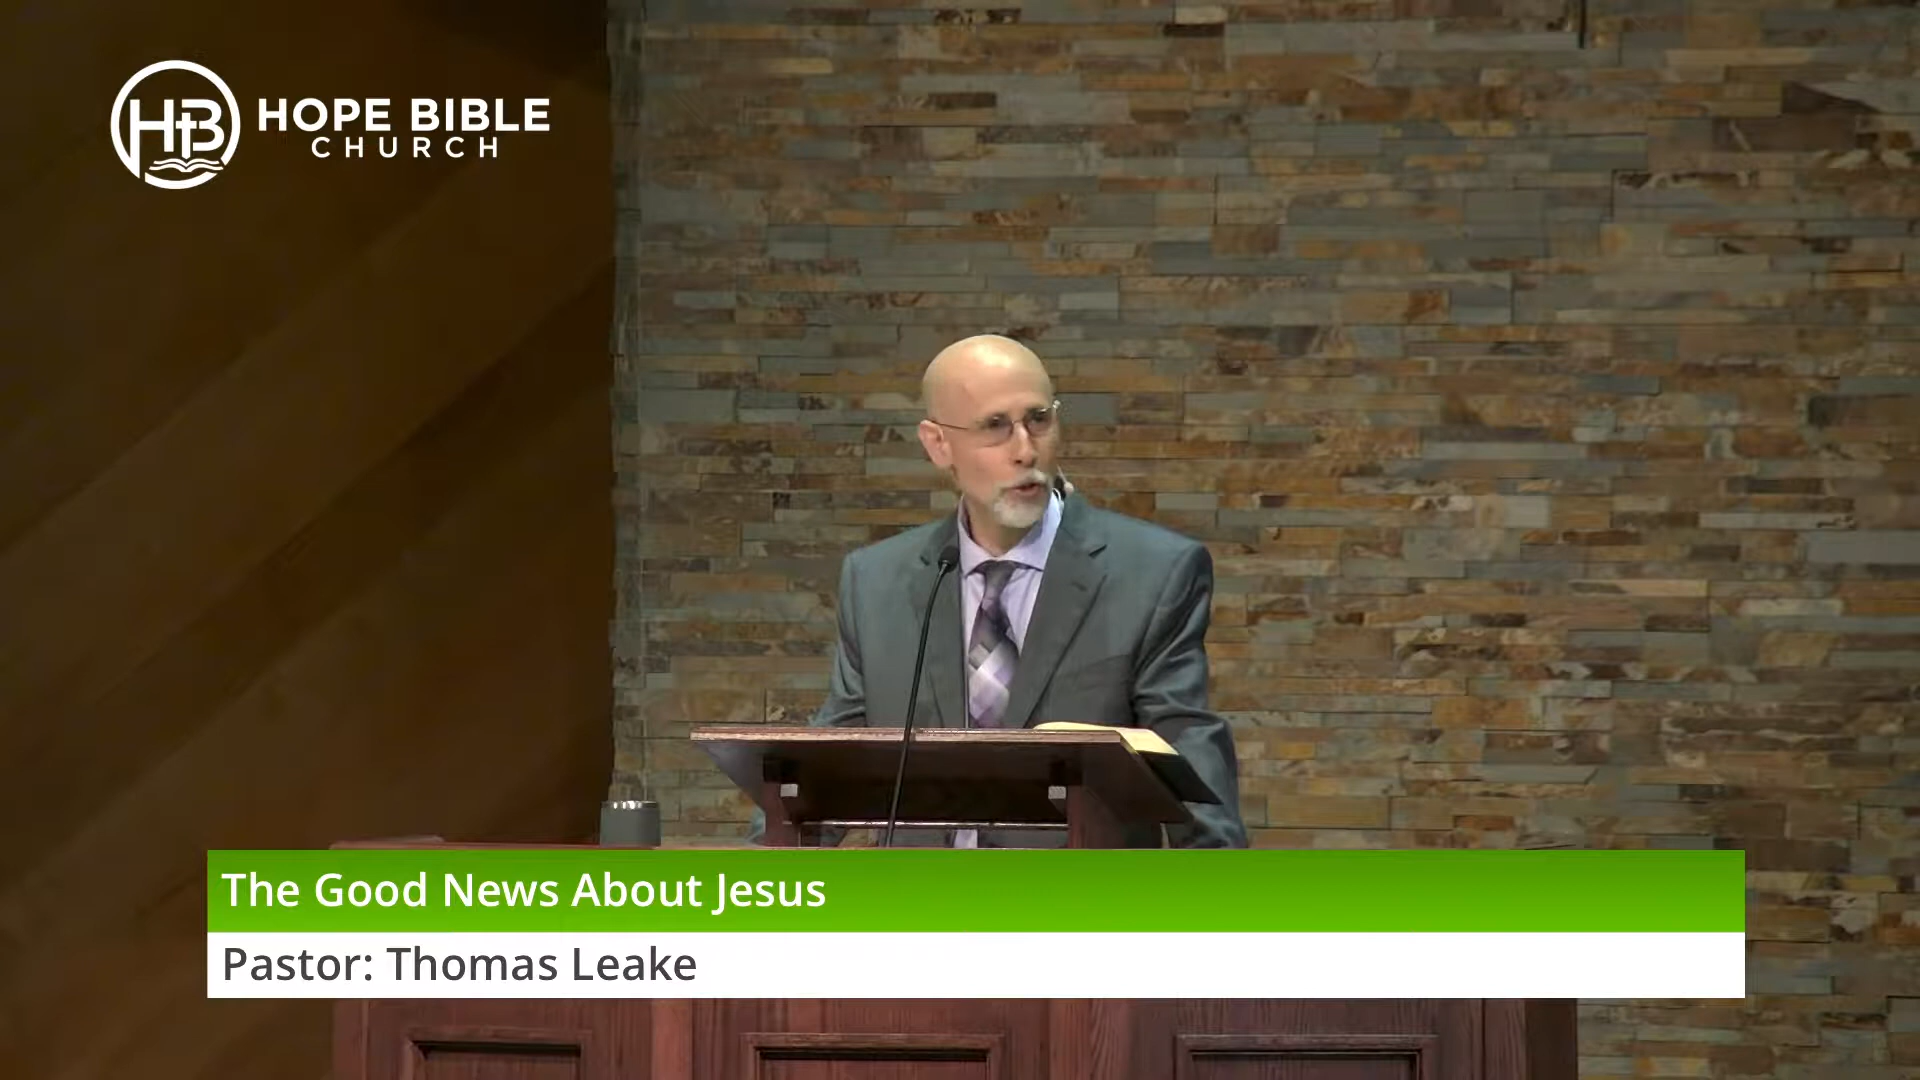 HB
HOPE BIBLE
CHURCH
The Good News About Jesus
Pastor: Thomas Leake